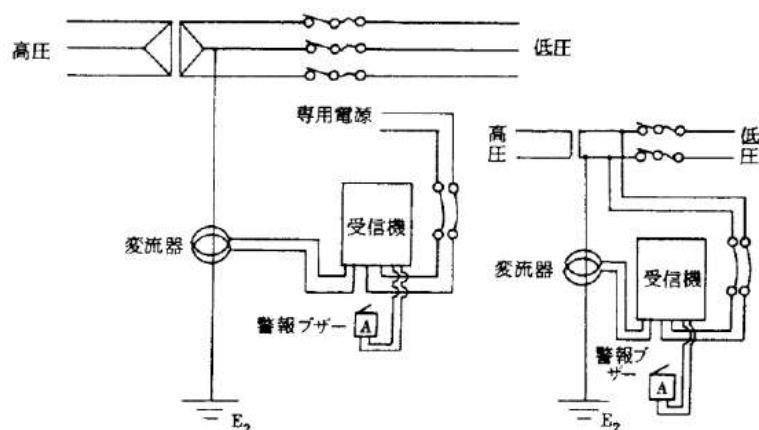 高圧
低圧
専用電源
受信機
変流器
警報ブザー
A
E₂
高
圧
低
圧
変流器
受信機
警報ブ
ザー
A
E₂